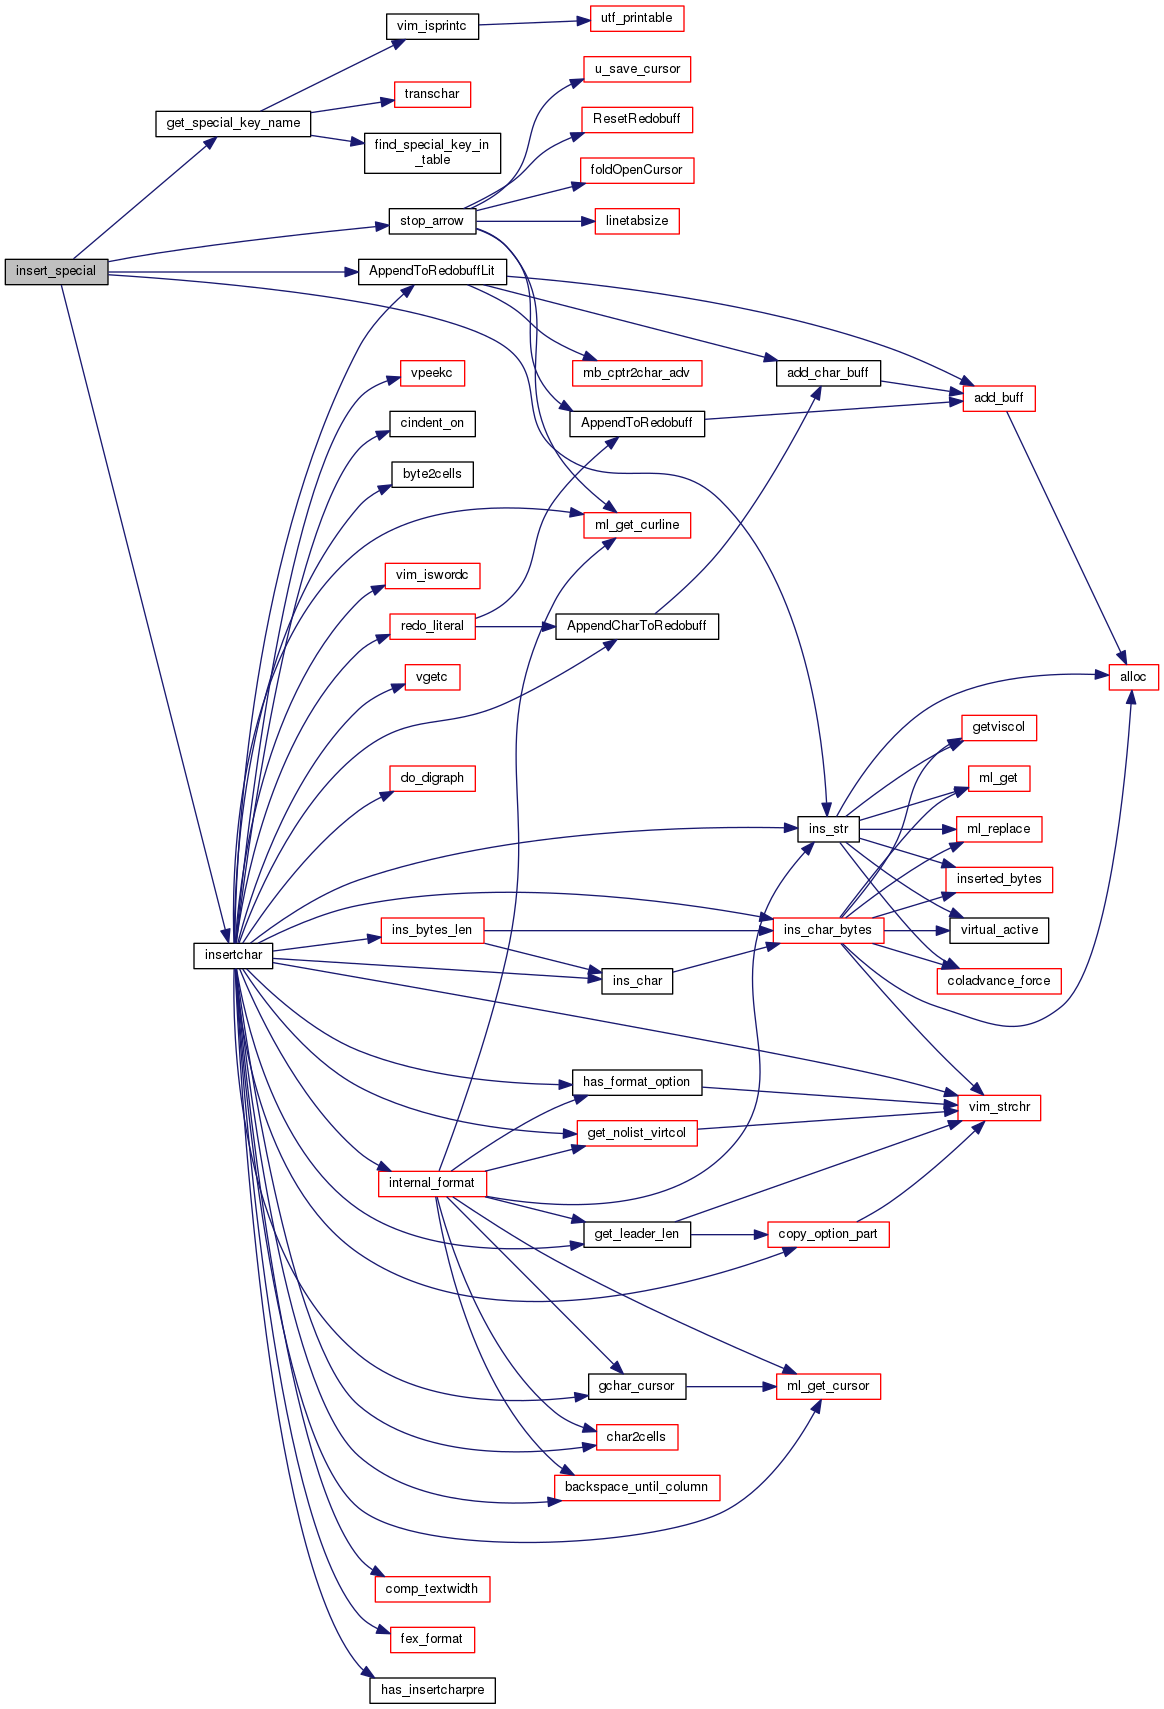 vim_isprintc
utf_printable
u_save_cursor
transchar
get_special_key_name
ResetRedobuff
find_special_key_in
_table
foldOpenCursor
stop_arrow
linetabsize
insert_special
AppendToRedobuffLit
vpeekc
mb_cptr2char_adv
add_char_buff
add_buff
cindent_on
AppendToRedobuff
byte2cells
ml_get_curline
vim_iswordc
redo_literal
AppendCharToRedobuff
vgetc
alloc
getviscol
do_digraph
ml_get
ins_str
ml_replace
inserted_bytes
ins_bytes_len
ins_char_bytes
virtual_active
insertchar
ins_char
coladvance_force
has_format_option
vim_strchr
get_nolist_virtcol
internal_format
get_leader_len
copy_option_part
gchar_cursor
ml_get_cursor
char2cells
backspace_until_column
comp_textwidth
fex_format
has_insertcharpre